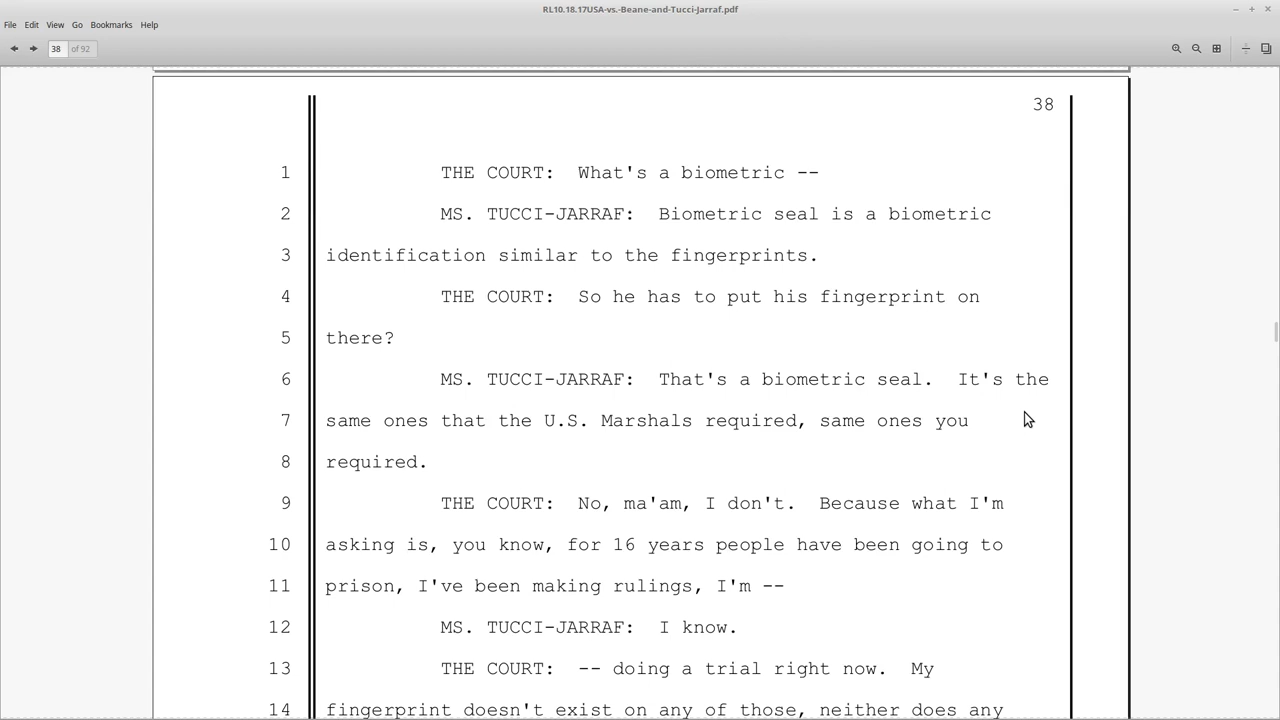 RL10.18.17USA-vs.-Beane-and-Tucci-Jarraf.pdf
File Edit View Go Bookmarks Help
38 of 92
38
1 THE COURT: What's a biometric --
2 MS. TUCCI-JARRAF: Biometric seal is a biometric
3 identification similar to the fingerprints.
4 THE COURT: So he has to put his fingerprint on
5 there?
6 MS. TUCCI-JARRAF: That's a biometric seal. It's the
7 same ones that the U.S. Marshals required, same ones you
8 required.
9 THE COURT: No, ma'am, I don't. Because what I'm
10 asking is, you know, for 16 years people have been going to
11 prison, I've been making rulings, I'm --
12 MS. TUCCI-JARRAF: I know.
13 THE COURT: -- doing a trial right now. My
14 fingerprint doesn't exist on any of those, neither does any